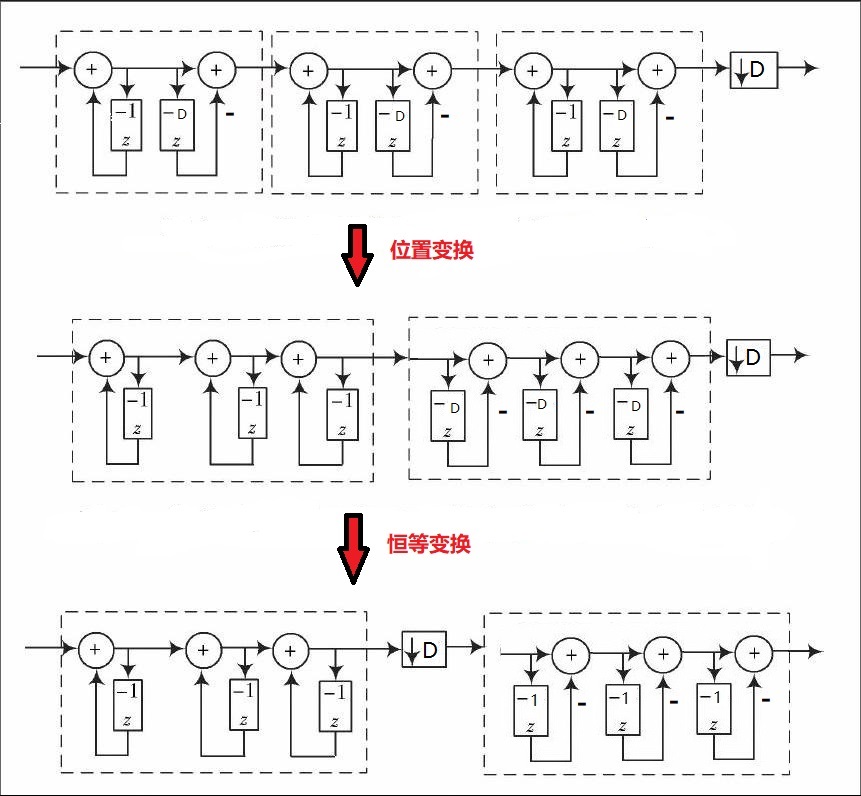 + + + + + + ↓D
-1 -D - -1 -D - -1 -D -
z z z z z z
位置变换
+ + + + + + ↓D
-1 -1 -1 -D - -D - -D -
z z z z z z
恒等变换
+ + + ↓D + + +
-1 -1 -1 -1 - -1 - -1 -
z z z z z z